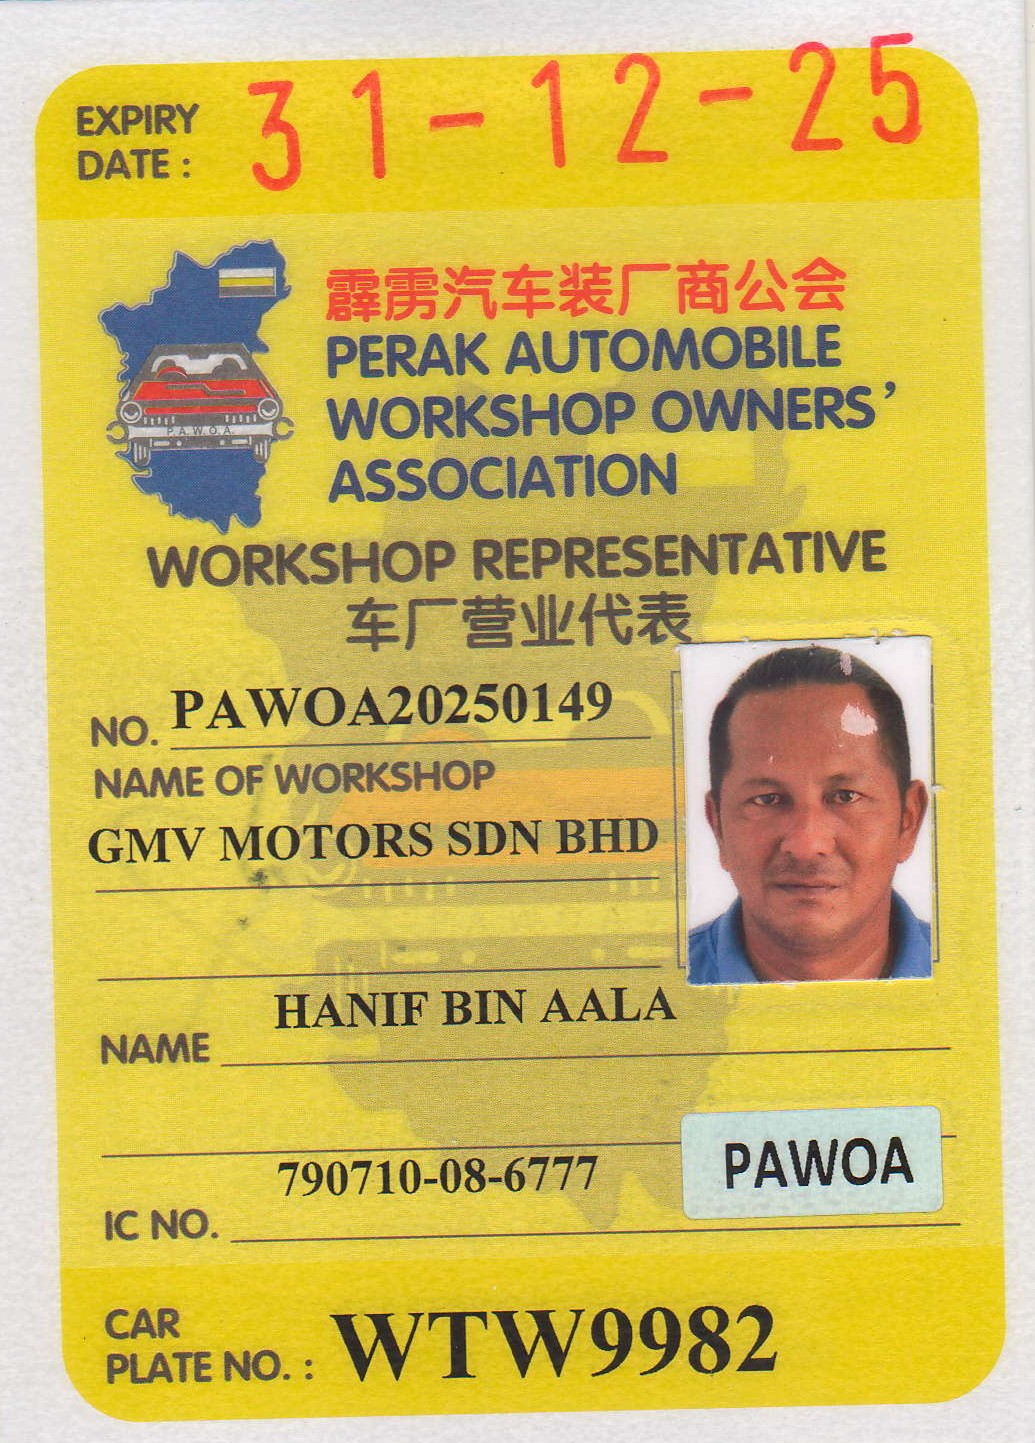 EXPIRY
DATE : 31-12-25
霹雳汽车装厂商公会
PERAK AUTOMOBILE
WORKSHOP OWNERS'
ASSOCIATION
P.A.W.O.A.
WORKSHOP REPRESENTATIVE
车厂营业代表
NO. PAWOA20250149
NAME OF WORKSHOP
GMV MOTORS SDN BHD
HANIF BIN AALA
NAME
790710-08-6777
PAWOA
IC NO.
CAR
PLATE NO. : WTW9982